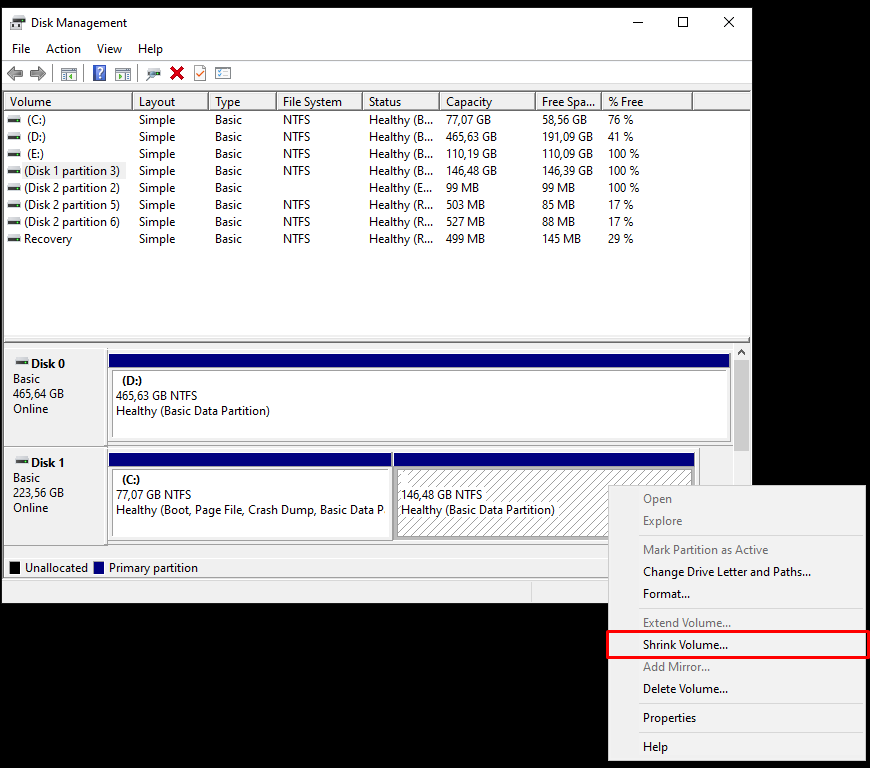 Disk Management
File Action View Help
Volume Layout Type File System Status Capacity Free Spa... % Free
(C:) Simple Basic NTFS Healthy (B... 77,07 GB 58,56 GB 76 %
(D:) Simple Basic NTFS Healthy (B... 465,63 GB 191,09 GB 41 %
(E:) Simple Basic NTFS Healthy (B... 110,19 GB 110,09 GB 100 %
(Disk 1 partition 3) Simple Basic NTFS Healthy (B... 146,48 GB 146,39 GB 100 %
(Disk 2 partition 2) Simple Basic Healthy (E... 99 MB 99 MB 100 %
(Disk 2 partition 5) Simple Basic NTFS Healthy (R... 503 MB 85 MB 17 %
(Disk 2 partition 6) Simple Basic NTFS Healthy (R... 527 MB 88 MB 17 %
Recovery Simple Basic NTFS Healthy (R... 499 MB 145 MB 29 %
Disk 0
Basic
465,64 GB
Online
(D:)
465,63 GB NTFS
Healthy (Basic Data Partition)
Disk 1
Basic
223,56 GB
Online
(C:)
77,07 GB NTFS
Healthy (Boot, Page File, Crash Dump, Basic Data P
146,48 GB NTFS
Healthy (Basic Data Partition)
Unallocated Primary partition
Open
Explore
Mark Partition as Active
Change Drive Letter and Paths...
Format...
Extend Volume...
Shrink Volume...
Add Mirror...
Delete Volume...
Properties
Help